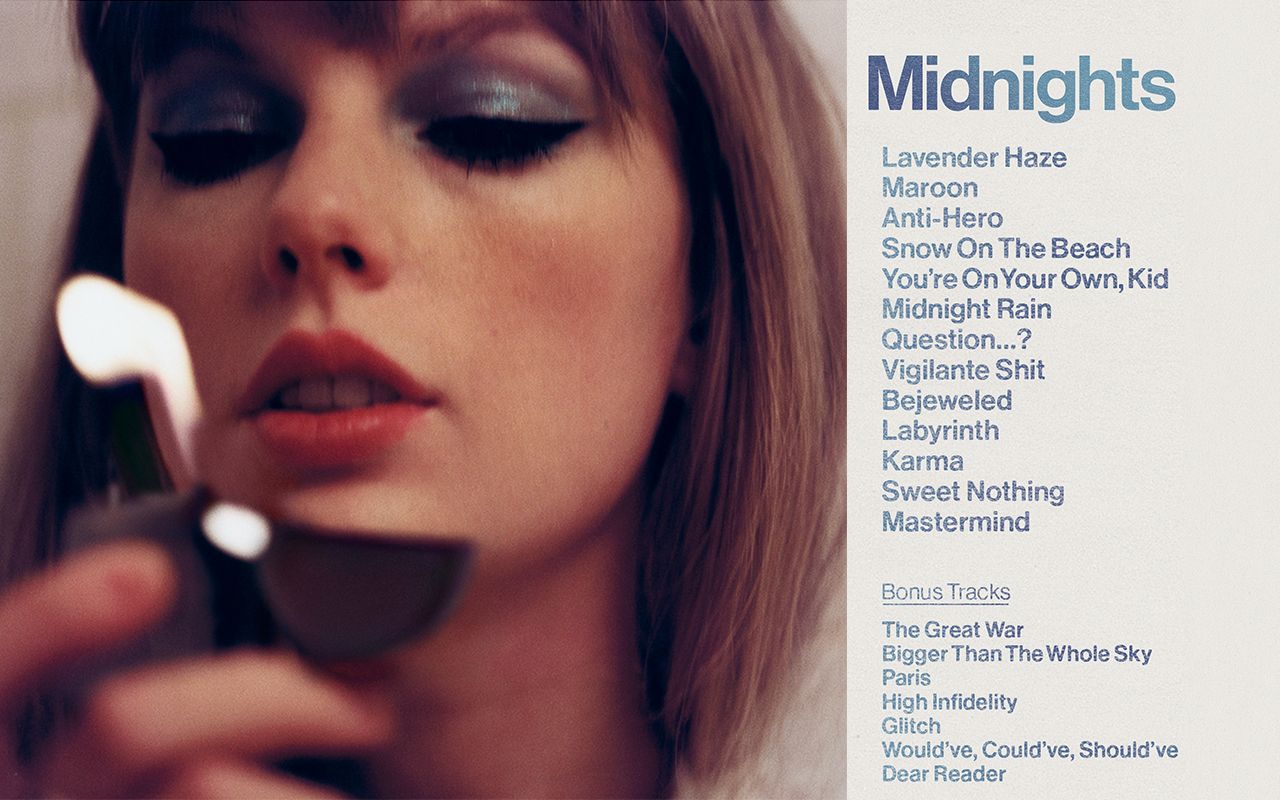 Midnights
Lavender Haze
Maroon
Anti-Hero
Snow On The Beach
You're On Your Own, Kid
Midnight Rain
Question...?
Vigilante Shit
Bejeweled
Labyrinth
Karma
Sweet Nothing
Mastermind
Bonus Tracks
The Great War
Bigger Than The Whole Sky
Paris
High Infidelity
Glitch
Would've, Could've, Should've
Dear Reader